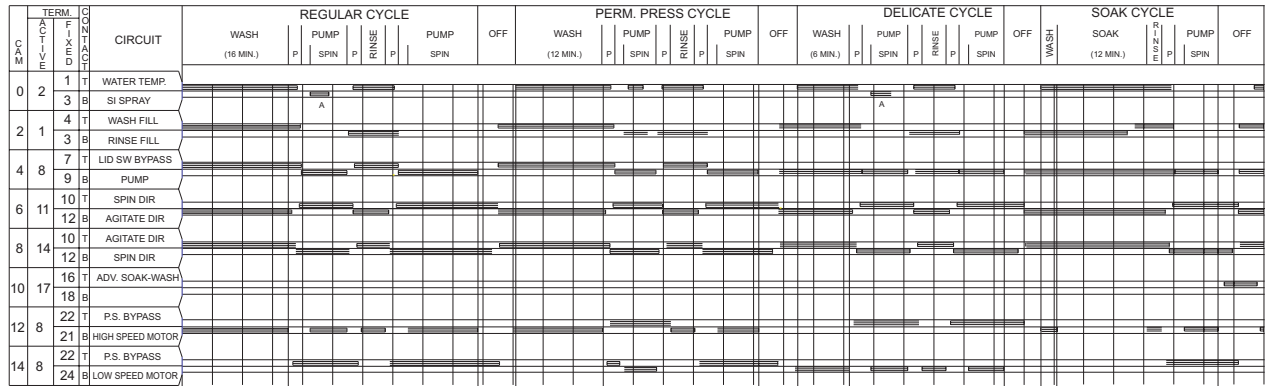 TERM. REGULAR CYCLE PERM. PRESS CYCLE DELICATE CYCLE SOAK CYCLE
CAM ACTIVE FIXED CONTACT CIRCUIT WASH PUMP RINSE PUMP OFF WASH PUMP RINSE PUMP OFF WASH PUMP RINSE PUMP OFF WASH SOAK RINSE PUMP OFF
(16 MIN.) P SPIN P SPIN (12 MIN.) P SPIN P SPIN (6 MIN.) P SPIN P SPIN (12 MIN.) P SPIN
0 2 1 T WATER TEMP.
3 B SI SPRAY A A
2 1 4 T WASH FILL
3 B RINSE FILL
4 8 7 T LID SW BYPASS
9 B PUMP
6 11 10 T SPIN DIR
12 B AGITATE DIR
8 14 10 T AGITATE DIR
12 B SPIN DIR
10 17 16 T ADV. SOAK-WASH
18 B
12 8 22 T P.S. BYPASS
21 B HIGH SPEED MOTOR
14 8 22 T P.S. BYPASS
24 B LOW SPEED MOTOR